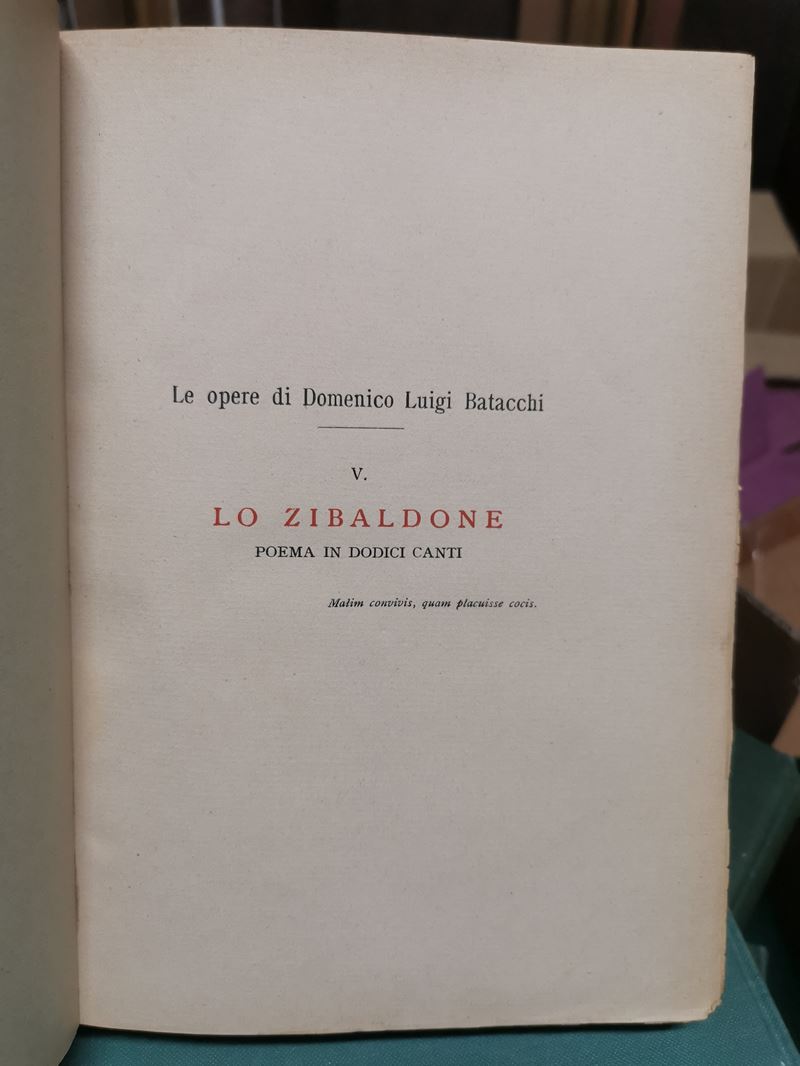 Le opere di Domenico Luigi Batacchi
V.
LO ZIBALDONE
POEMA IN DODICI CANTI
Malim convivis, quam placuisse cocis.